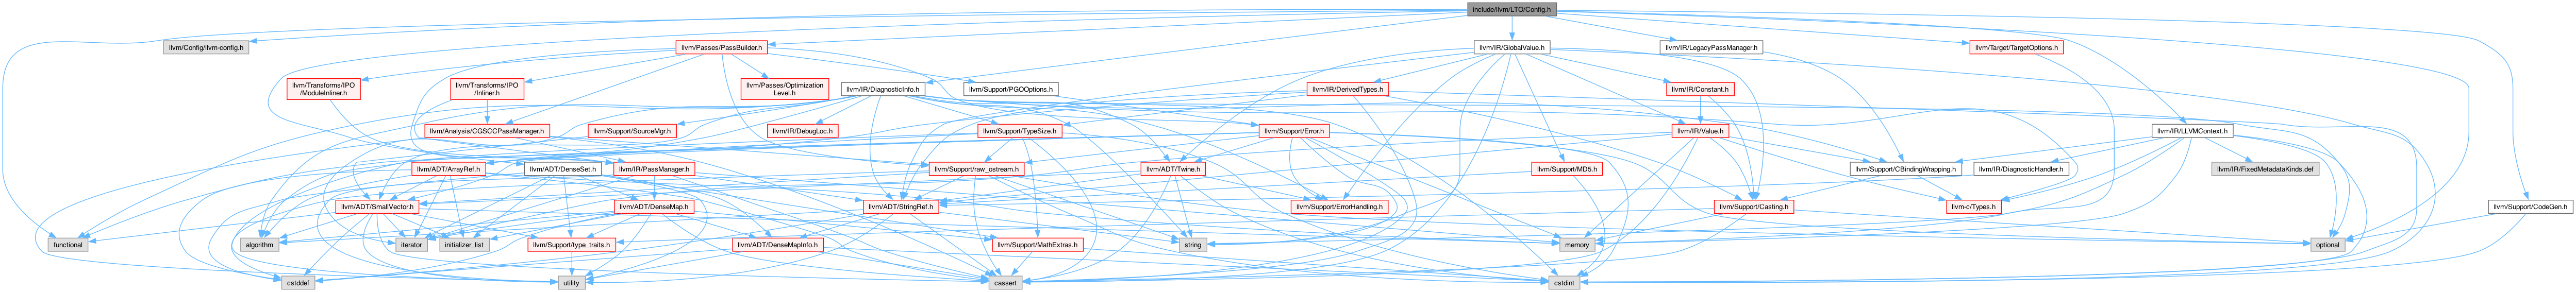 include/llvm/LTO/Config.h
llvm/Config/llvm-config.h
llvm/Passes/PassBuilder.h
llvm/IR/GlobalValue.h
llvm/IR/LegacyPassManager.h
llvm/Target/TargetOptions.h
llvm/Transforms/IPO
/ModuleInliner.h
llvm/Transforms/IPO
/Inliner.h
llvm/Passes/Optimization
Level.h
llvm/IR/DiagnosticInfo.h
llvm/Support/PGOOptions.h
llvm/IR/DerivedTypes.h
llvm/IR/Constant.h
llvm/Analysis/CGSCCPassManager.h
llvm/Support/SourceMgr.h
llvm/IR/DebugLoc.h
llvm/Support/TypeSize.h
llvm/Support/Error.h
llvm/IR/Value.h
llvm/IR/LLVMContext.h
llvm/ADT/ArrayRef.h
llvm/ADT/DenseSet.h
llvm/IR/PassManager.h
llvm/Support/raw_ostream.h
llvm/ADT/Twine.h
llvm/Support/MD5.h
llvm/Support/CBindingWrapping.h
llvm/IR/DiagnosticHandler.h
llvm/IR/FixedMetadataKinds.def
llvm/ADT/SmallVector.h
llvm/ADT/DenseMap.h
llvm/ADT/StringRef.h
llvm/Support/ErrorHandling.h
llvm/Support/Casting.h
llvm-c/Types.h
llvm/Support/CodeGen.h
functional
algorithm
iterator
initializer_list
llvm/Support/type_traits.h
llvm/ADT/DenseMapInfo.h
llvm/Support/MathExtras.h
string
memory
optional
cstddef
utility
cassert
cstdint